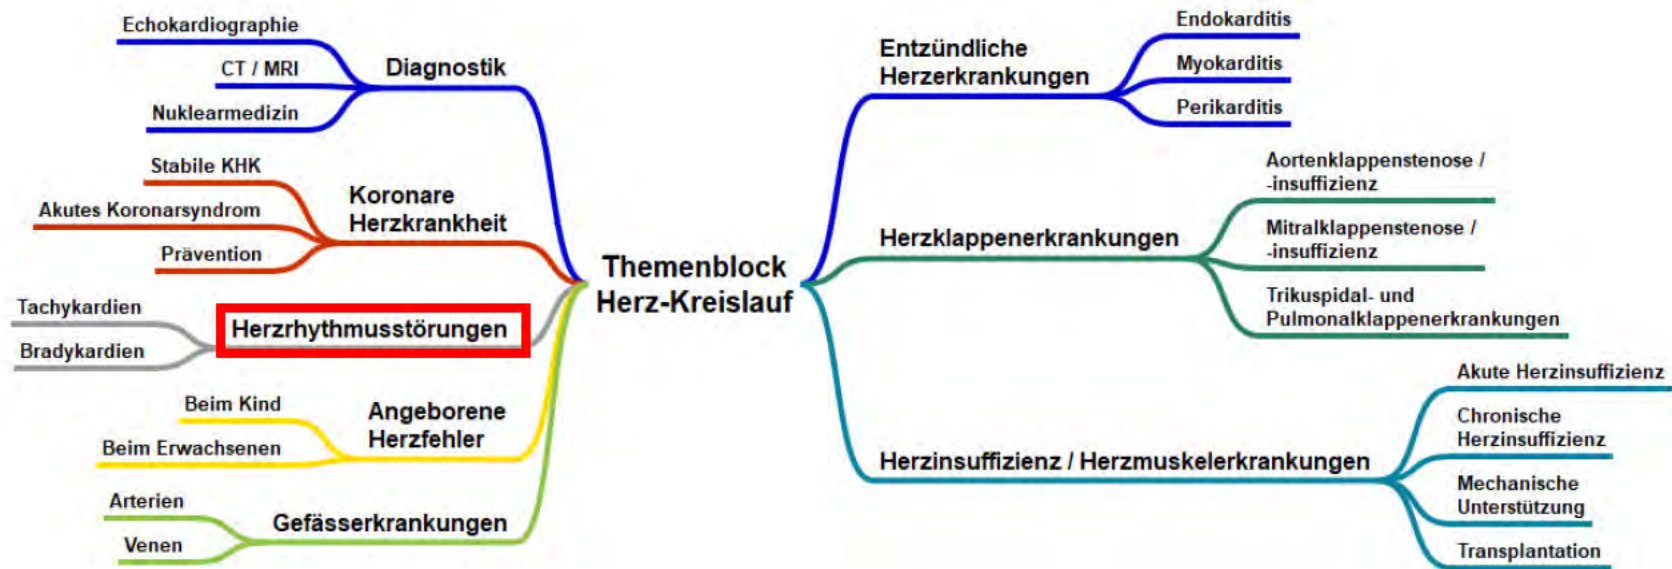 Themenblock
Herz-Kreislauf
Diagnostik
Echokardiographie
CT / MRI
Nuklearmedizin
Koronare
Herzkrankheit
Stabile KHK
Akutes Koronarsyndrom
Prävention
Herzrhythmusstörungen
Tachykardien
Bradykardien
Angeborene
Herzfehler
Beim Kind
Beim Erwachsenen
Gefässerkrankungen
Arterien
Venen
Entzündliche
Herzerkrankungen
Endokarditis
Myokarditis
Perikarditis
Herzklappenerkrankungen
Aortenklappenstenose /
-insuffizienz
Mitralklappenstenose /
-insuffizienz
Trikuspidal- und
Pulmonalklappenerkrankungen
Herzinsuffizienz / Herzmuskelerkrankungen
Akute Herzinsuffizienz
Chronische
Herzinsuffizienz
Mechanische
Unterstützung
Transplantation